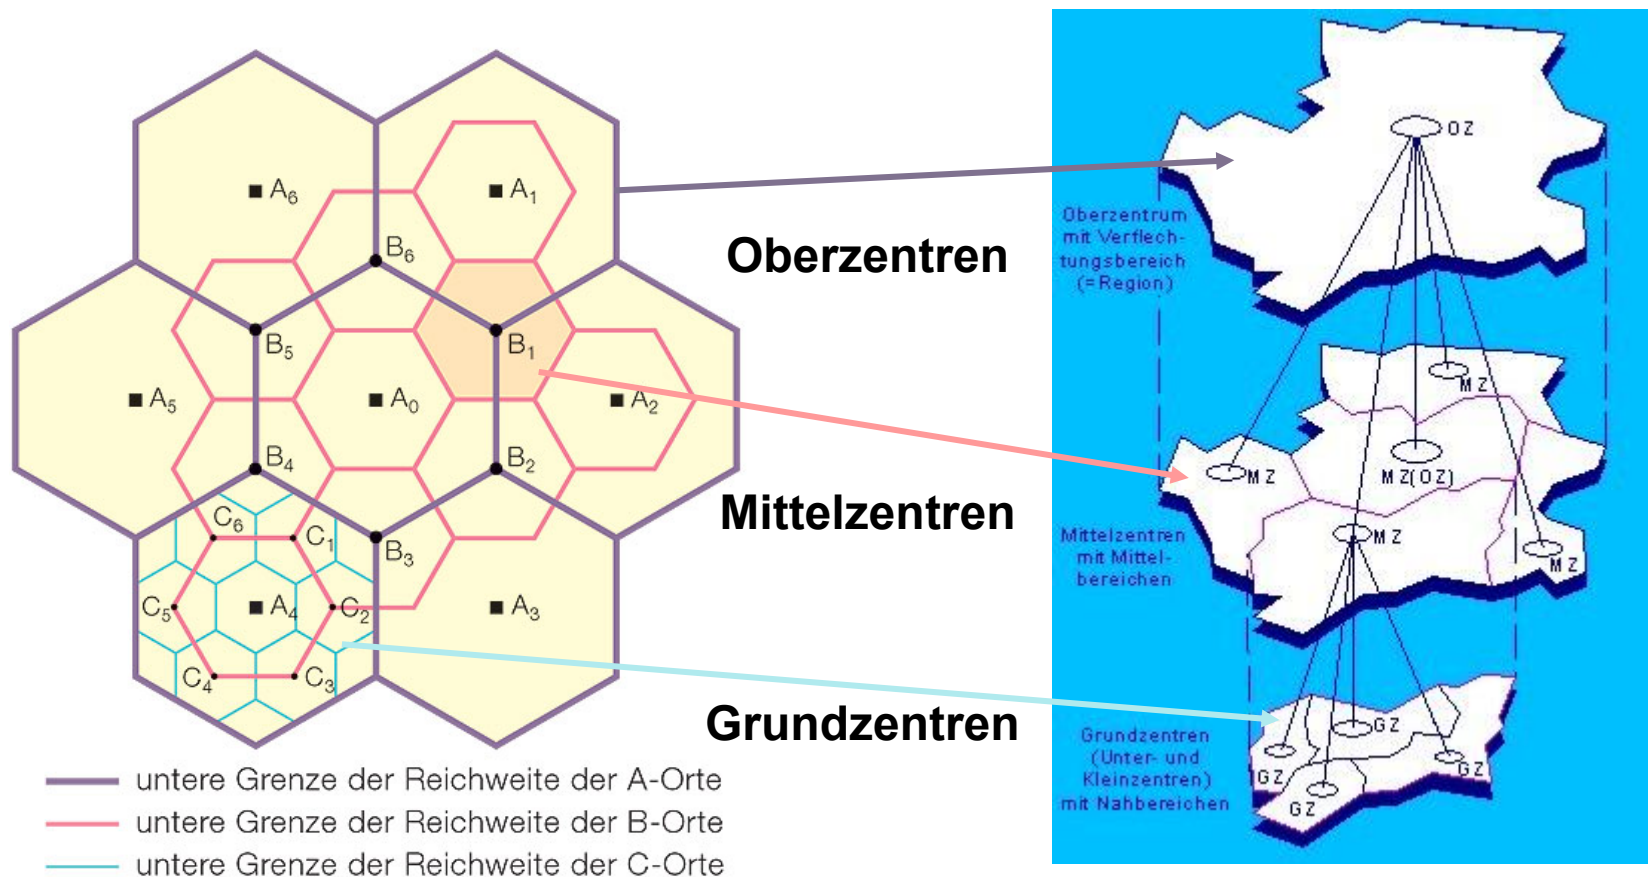 A₆
A₁
B₆
B₅
B₁
A₅
A₀
A₂
B₄
B₂
C₆
C₁
B₃
C₅
A₄
C₂
A₃
C₄
C₃
untere Grenze der Reichweite der A-Orte
untere Grenze der Reichweite der B-Orte
untere Grenze der Reichweite der C-Orte
Oberzentren
Mittelzentren
Grundzentren
OZ
Oberzentrum
mit Verflech-
tungsbereich
(=Region)
MZ
MZ
MZ(OZ)
MZ
MZ
Mittelzentren
mit Mittel-
bereichen
GZ
GZ
GZ
GZ
Grundzentren
(Unter- und
Kleinzentren)
mit Nahbereichen